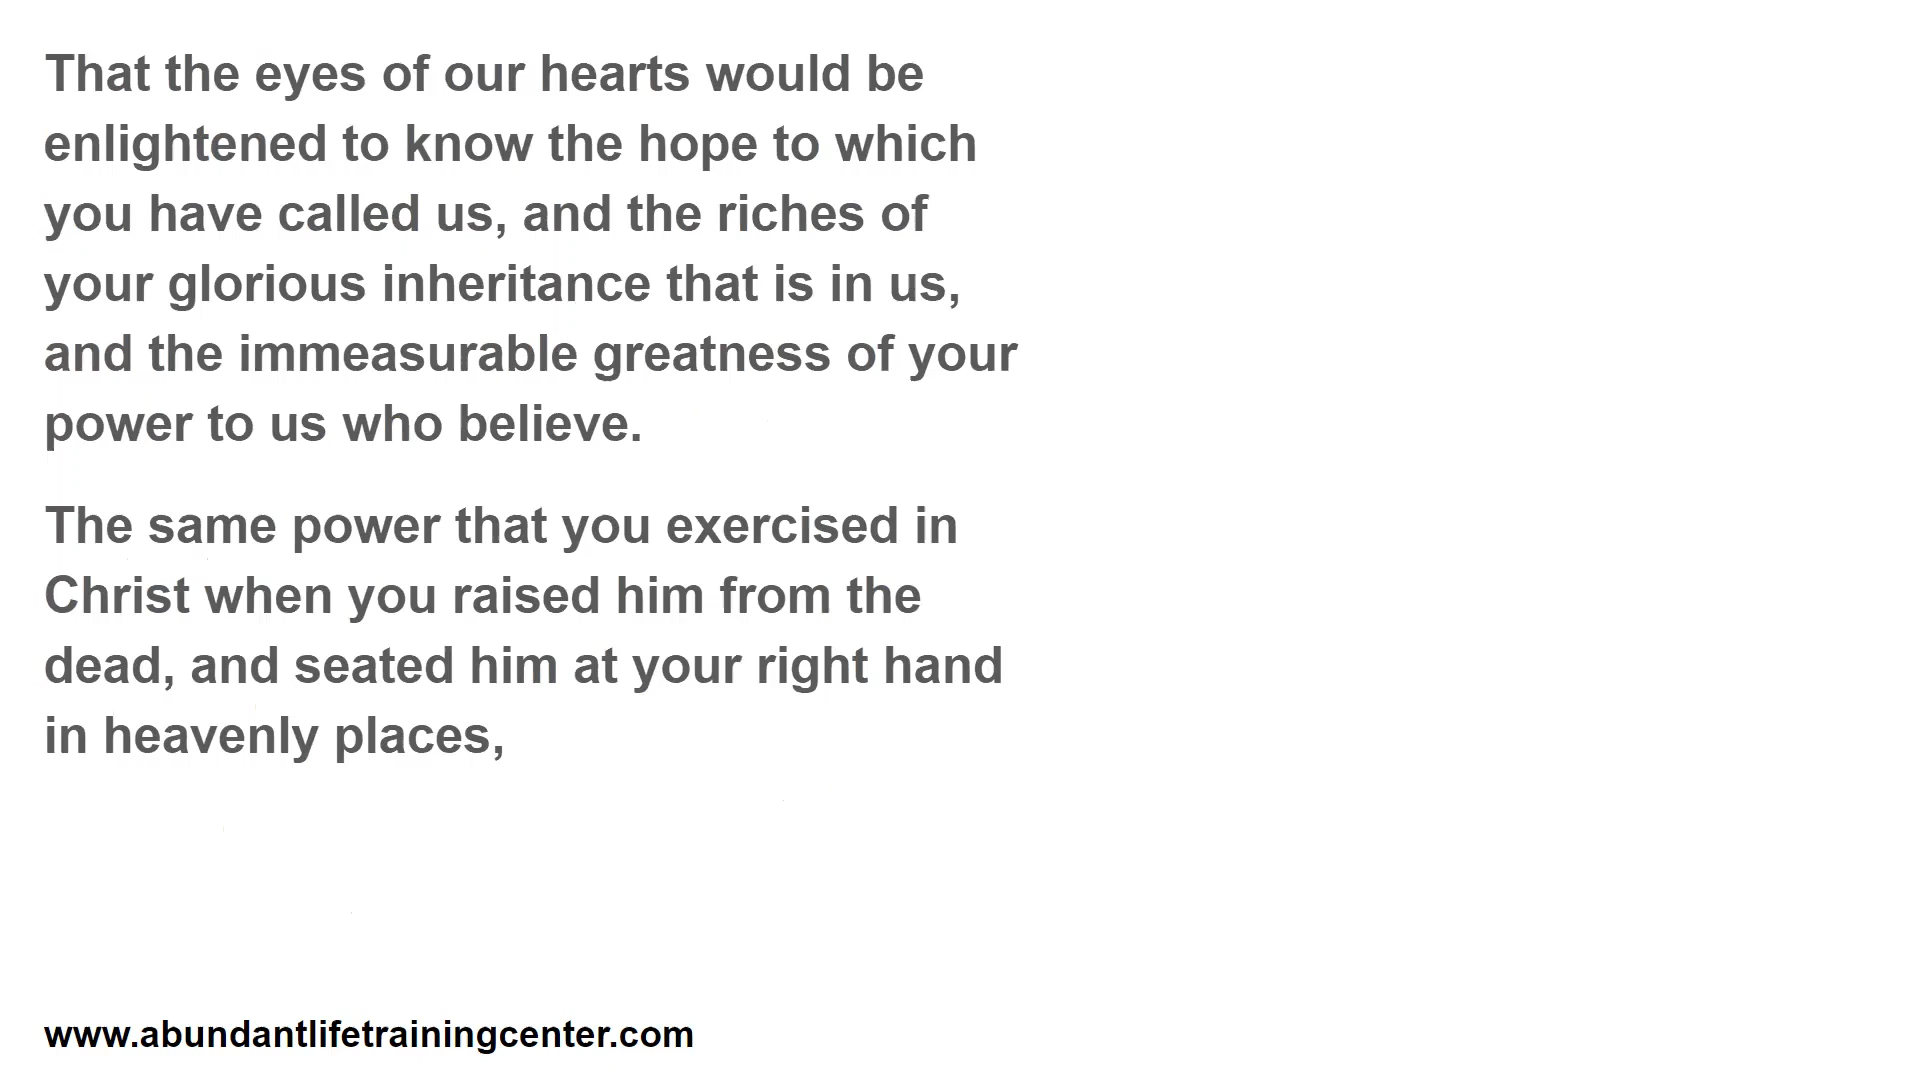 That the eyes of our hearts would be
enlightened to know the hope to which
you have called us, and the riches of
your glorious inheritance that is in us,
and the immeasurable greatness of your
power to us who believe.
The same power that you exercised in
Christ when you raised him from the
dead, and seated him at your right hand
in heavenly places,
www.abundantlifetrainingcenter.com